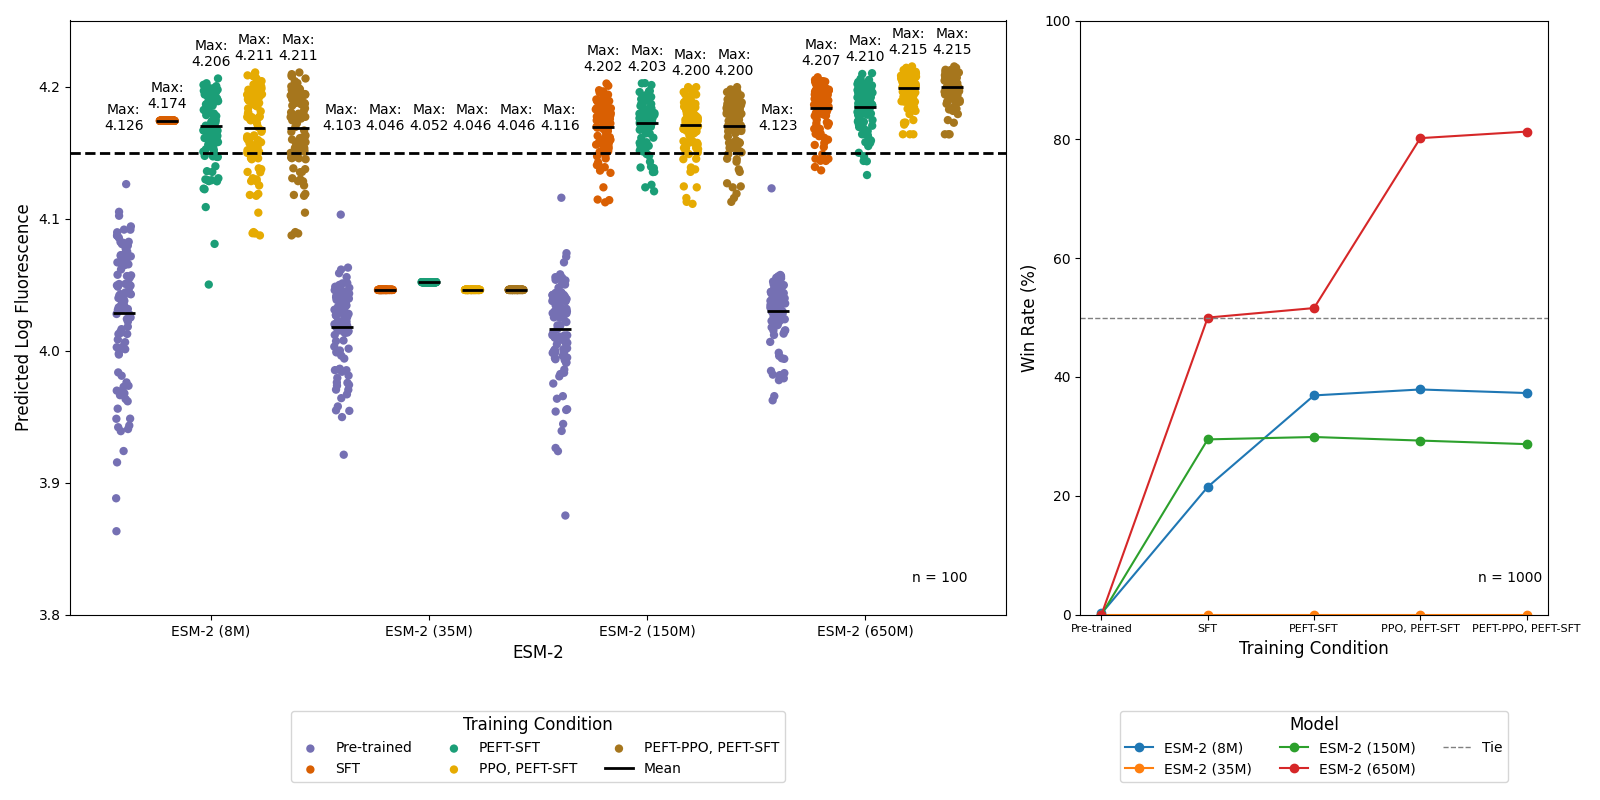 Predicted Log Fluorescence
4.2
4.1
4.0
3.9
3.8
Max:
4.126
Max:
4.174
Max:
4.206
Max:
4.211
Max:
4.211
Max:
4.103
Max:
4.046
Max:
4.052
Max:
4.046
Max:
4.046
Max:
4.116
Max:
4.202
Max:
4.203
Max:
4.200
Max:
4.200
Max:
4.123
Max:
4.207
Max:
4.210
Max:
4.215
Max:
4.215
n = 100
ESM-2 (8M)
ESM-2 (35M)
ESM-2 (150M)
ESM-2 (650M)
ESM-2
Training Condition
Pre-trained
SFT
PEFT-SFT
PPO, PEFT-SFT
PEFT-PPO, PEFT-SFT
Mean
Win Rate (%)
100
80
60
40
20
0
n = 1000
Pre-trained
SFT
PEFT-SFT
PPO, PEFT-SFT
PEFT-PPO, PEFT-SFT
Training Condition
Model
ESM-2 (8M)
ESM-2 (35M)
ESM-2 (150M)
ESM-2 (650M)
Tie